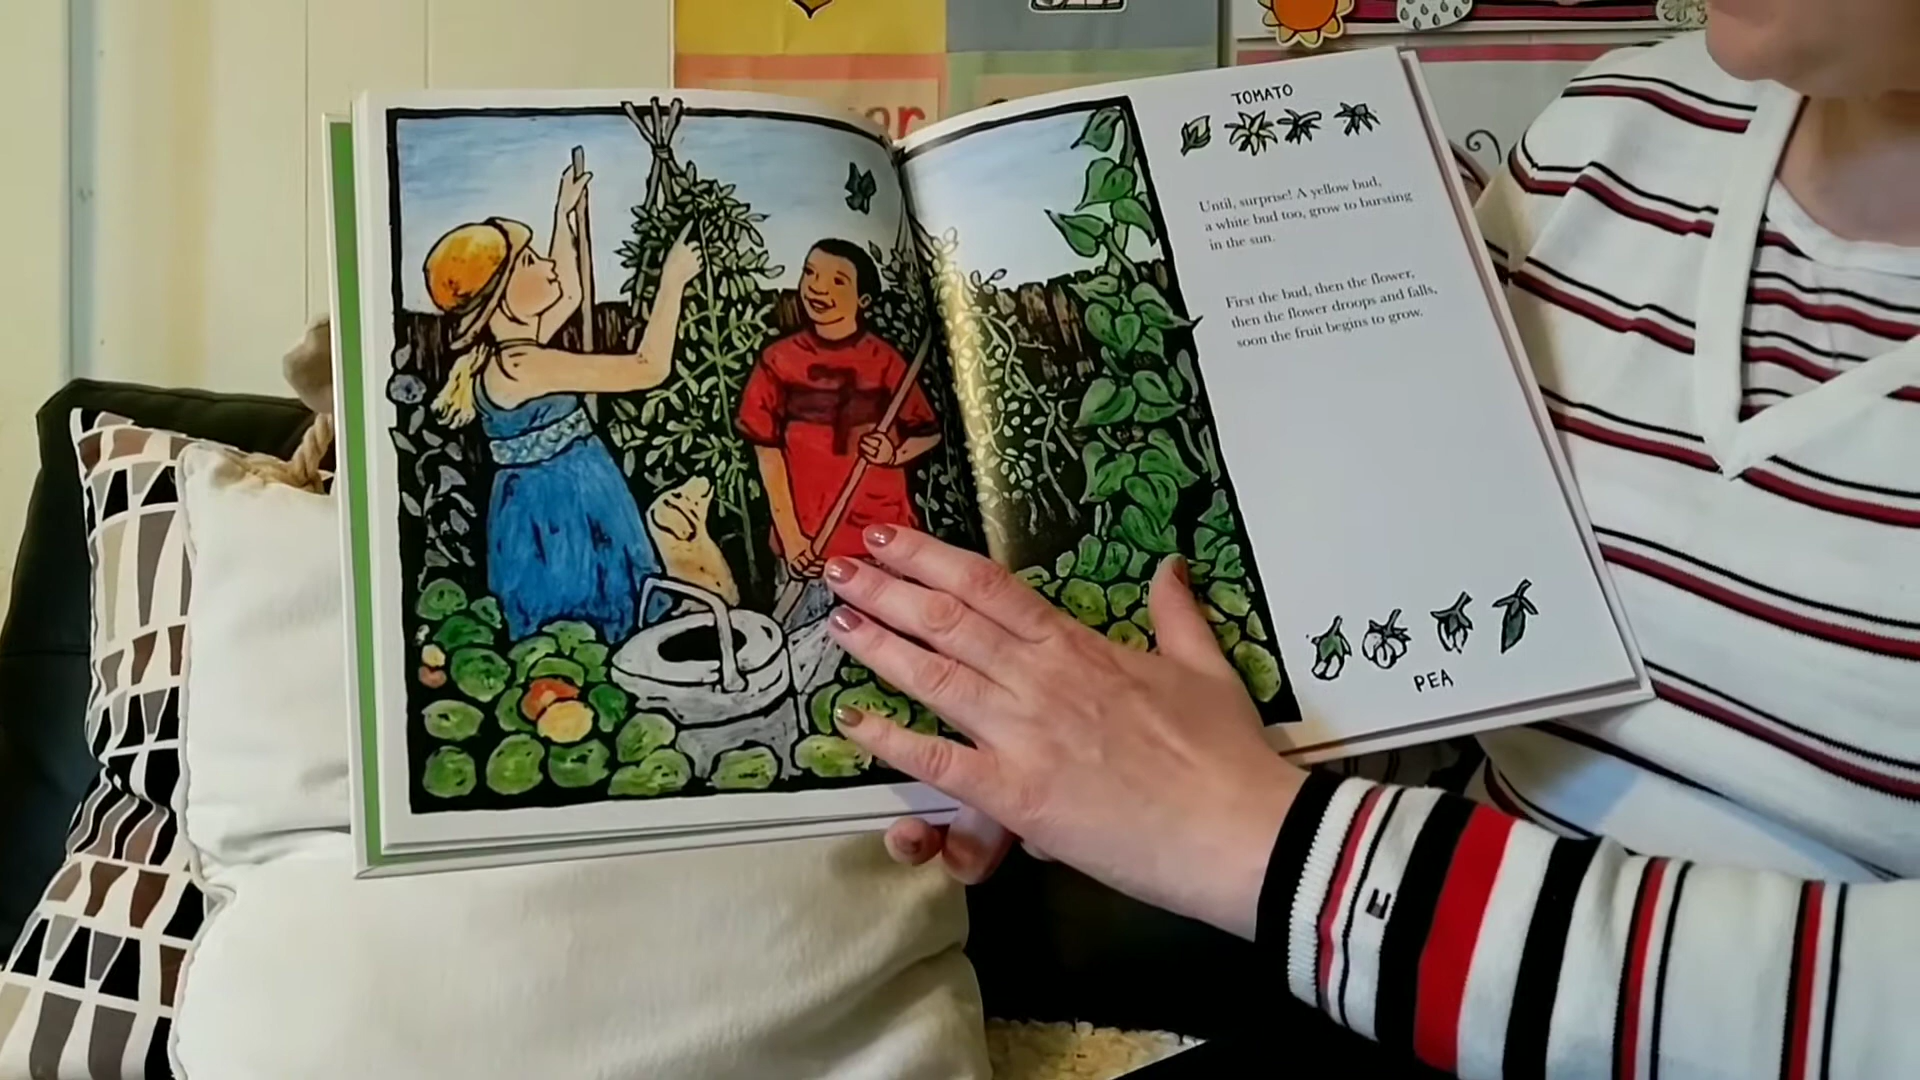 TOMATO
Until, surprise! A yellow bud,
a white bud too, grow to bursting
in the sun.
First the bud, then the flower,
then the flower droops and falls,
soon the fruit begins to grow.
PEA